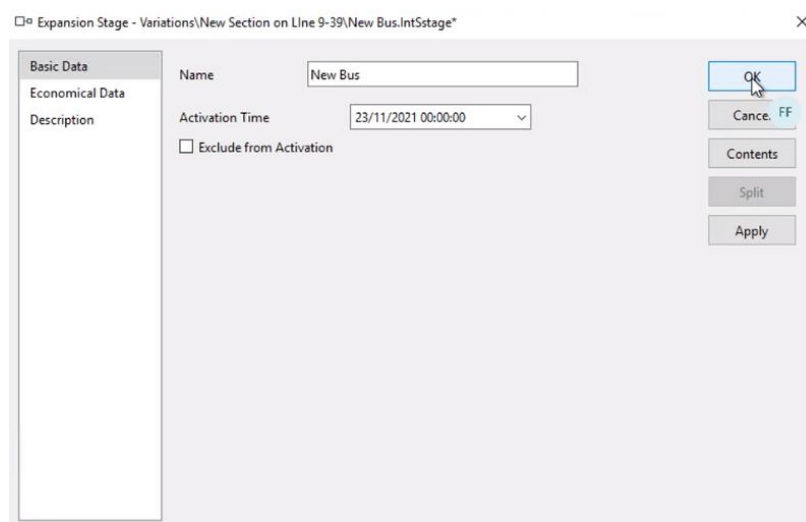 Expansion Stage - Variations\New Section on LIne 9-39\New Bus.IntSstage*
Basic Data
Economical Data
Description
Name New Bus
Activation Time 23/11/2021 00:00:00
Exclude from Activation
OK
Cance. FF
Contents
Split
Apply